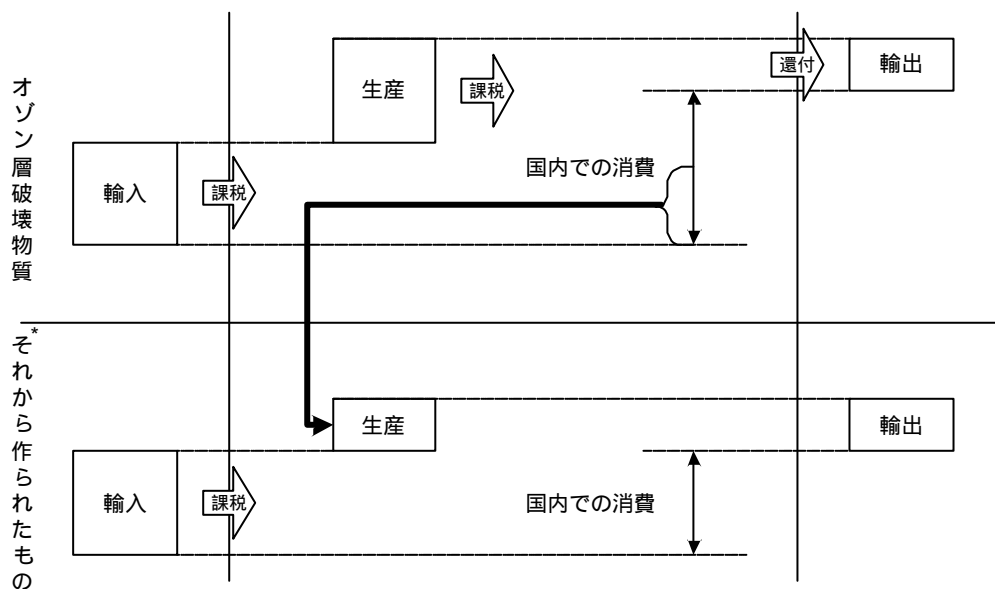 オゾン層破壊物質
生産
課税
還付
輸出
輸入
課税
国内での消費
*それから作られたもの
生産
輸出
輸入
課税
国内での消費